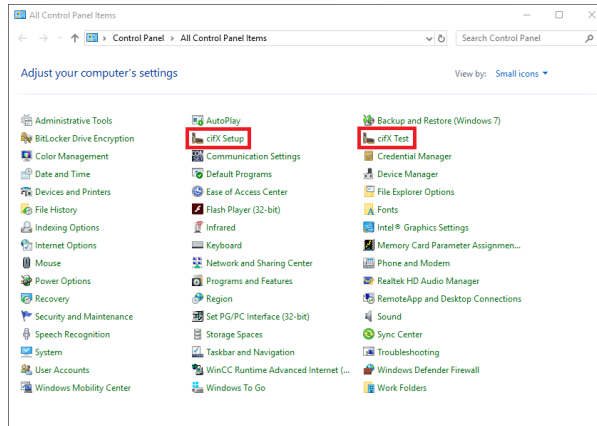 All Control Panel Items
Control Panel > All Control Panel Items
Search Control Panel
Adjust your computer's settings
View by: Small icons
Administrative Tools AutoPlay Backup and Restore (Windows 7)
BitLocker Drive Encryption cifX Setup cifX Test
Color Management Communication Settings Credential Manager
Date and Time Default Programs Device Manager
Devices and Printers Ease of Access Center File Explorer Options
File History Flash Player (32-bit) Fonts
Indexing Options Infrared Intel® Graphics Settings
Internet Options Keyboard Memory Card Parameter Assignmen...
Mouse Network and Sharing Center Phone and Modem
Power Options Programs and Features Realtek HD Audio Manager
Recovery Region RemoteApp and Desktop Connections
Security and Maintenance Set PG/PC Interface (32-bit) Sound
Speech Recognition Storage Spaces Sync Center
System Taskbar and Navigation Troubleshooting
User Accounts WinCC Runtime Advanced Internet (... Windows Defender Firewall
Windows Mobility Center Windows To Go Work Folders